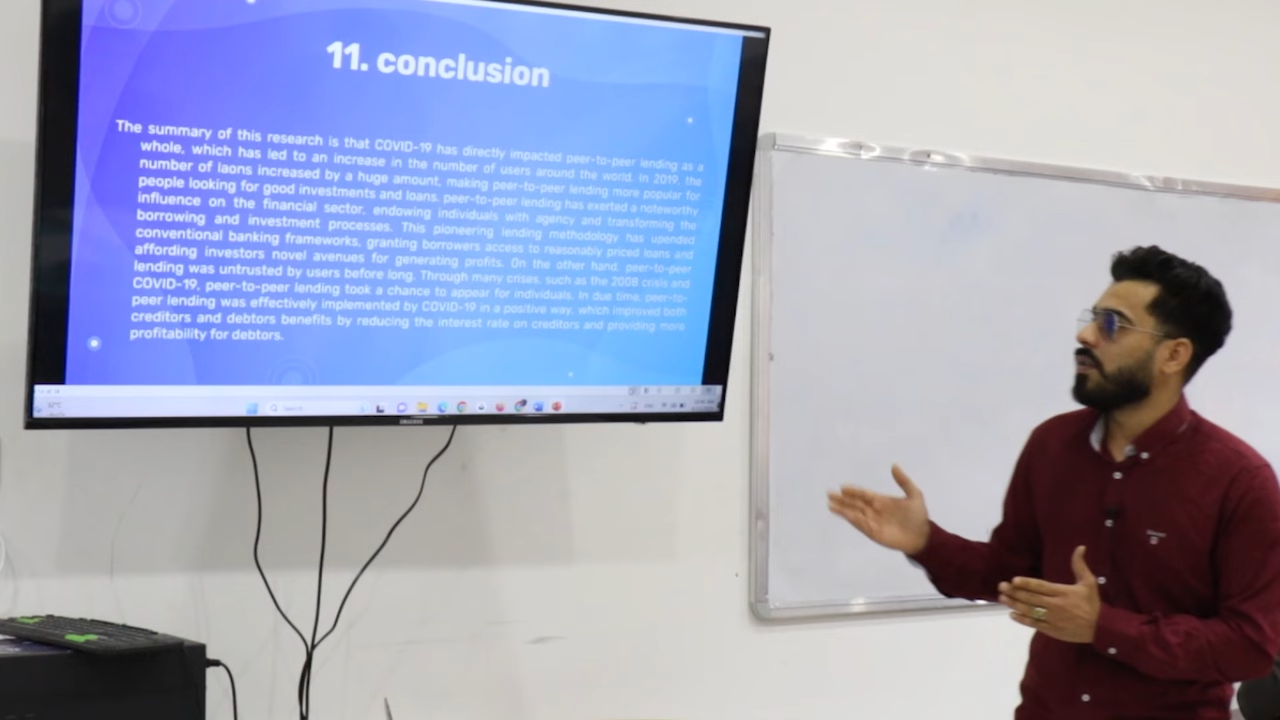 11. conclusion
The summary of this research is that COVID-19 has directly impacted peer-to-peer lending as a
whole, which has led to an increase in the number of users around the world. In 2019, the
number of laons increased by a huge amount, making peer-to-peer lending more popular for
people looking for good investments and loans. peer-to-peer lending has exerted a noteworthy
influence on the financial sector, endowing individuals with agency and transforming the
borrowing and investment processes. This pioneering lending methodology has upended
conventional banking frameworks, granting borrowers access to reasonably priced loans and
affording investors novel avenues for generating profits. On the other hand, peer-to-peer
lending was untrusted by users before long. Through many crises, such as the 2008 crisis and
COVID-19, peer-to-peer lending took a chance to appear for individuals. In due time, peer-to-
peer lending was effectively implemented by COVID-19 in a positive way, which improved both
creditors and debtors benefits by reducing the interest rate on creditors and providing more
profitability for debtors.
Search